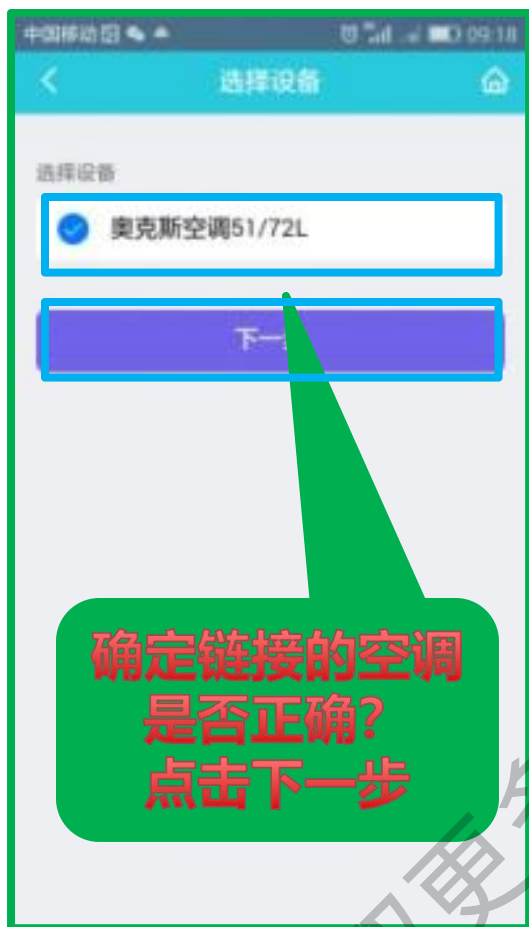 中国移动 09:18
选择设备
选择设备
奥克斯空调51/72L
下一
确定链接的空调
是否正确?
点击下一步